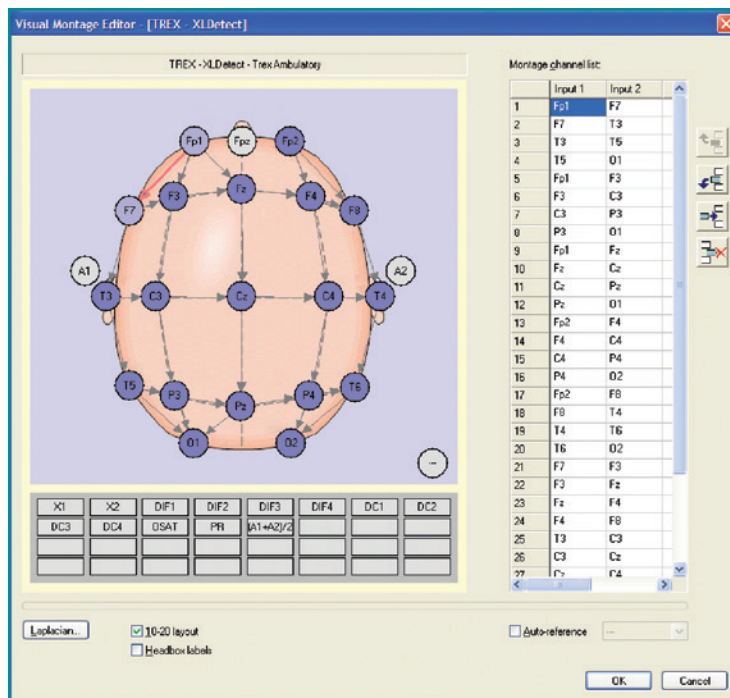 Visual Montage Editor - [TREX - XLDetect]
TREX - XLDetect - Trex Ambulatory
Montage channel list:
Input 1 Input 2
1 Fp1 F7
2 F7 T3
3 T3 T5
4 T5 O1
5 Fp1 F3
6 F3 C3
7 C3 P3
8 P3 O1
9 Fp1 Fz
10 Fz Cz
11 Cz Pz
12 Pz O1
13 Fp2 F4
14 F4 C4
15 C4 P4
16 P4 O2
17 Fp2 F8
18 F8 T4
19 T4 T6
20 T6 O2
21 F7 F3
22 F3 Fz
23 Fz F4
24 F4 F8
25 T3 C3
26 C3 Cz
27 Cz C4
Fp1 Fpz Fp2
F7 F3 Fz F4 F8
A1 A2
T3 C3 Cz C4 T4
T5 P3 Pz P4 T6
O1 O2
...
X1 X2 DIF1 DIF2 DIF3 DIF4 DC1 DC2
DC3 DC4 OSAT PR (A1+A2)/2
Laplacian...
10-20 layout
Headbox labels
Auto-reference
---
OK Cancel